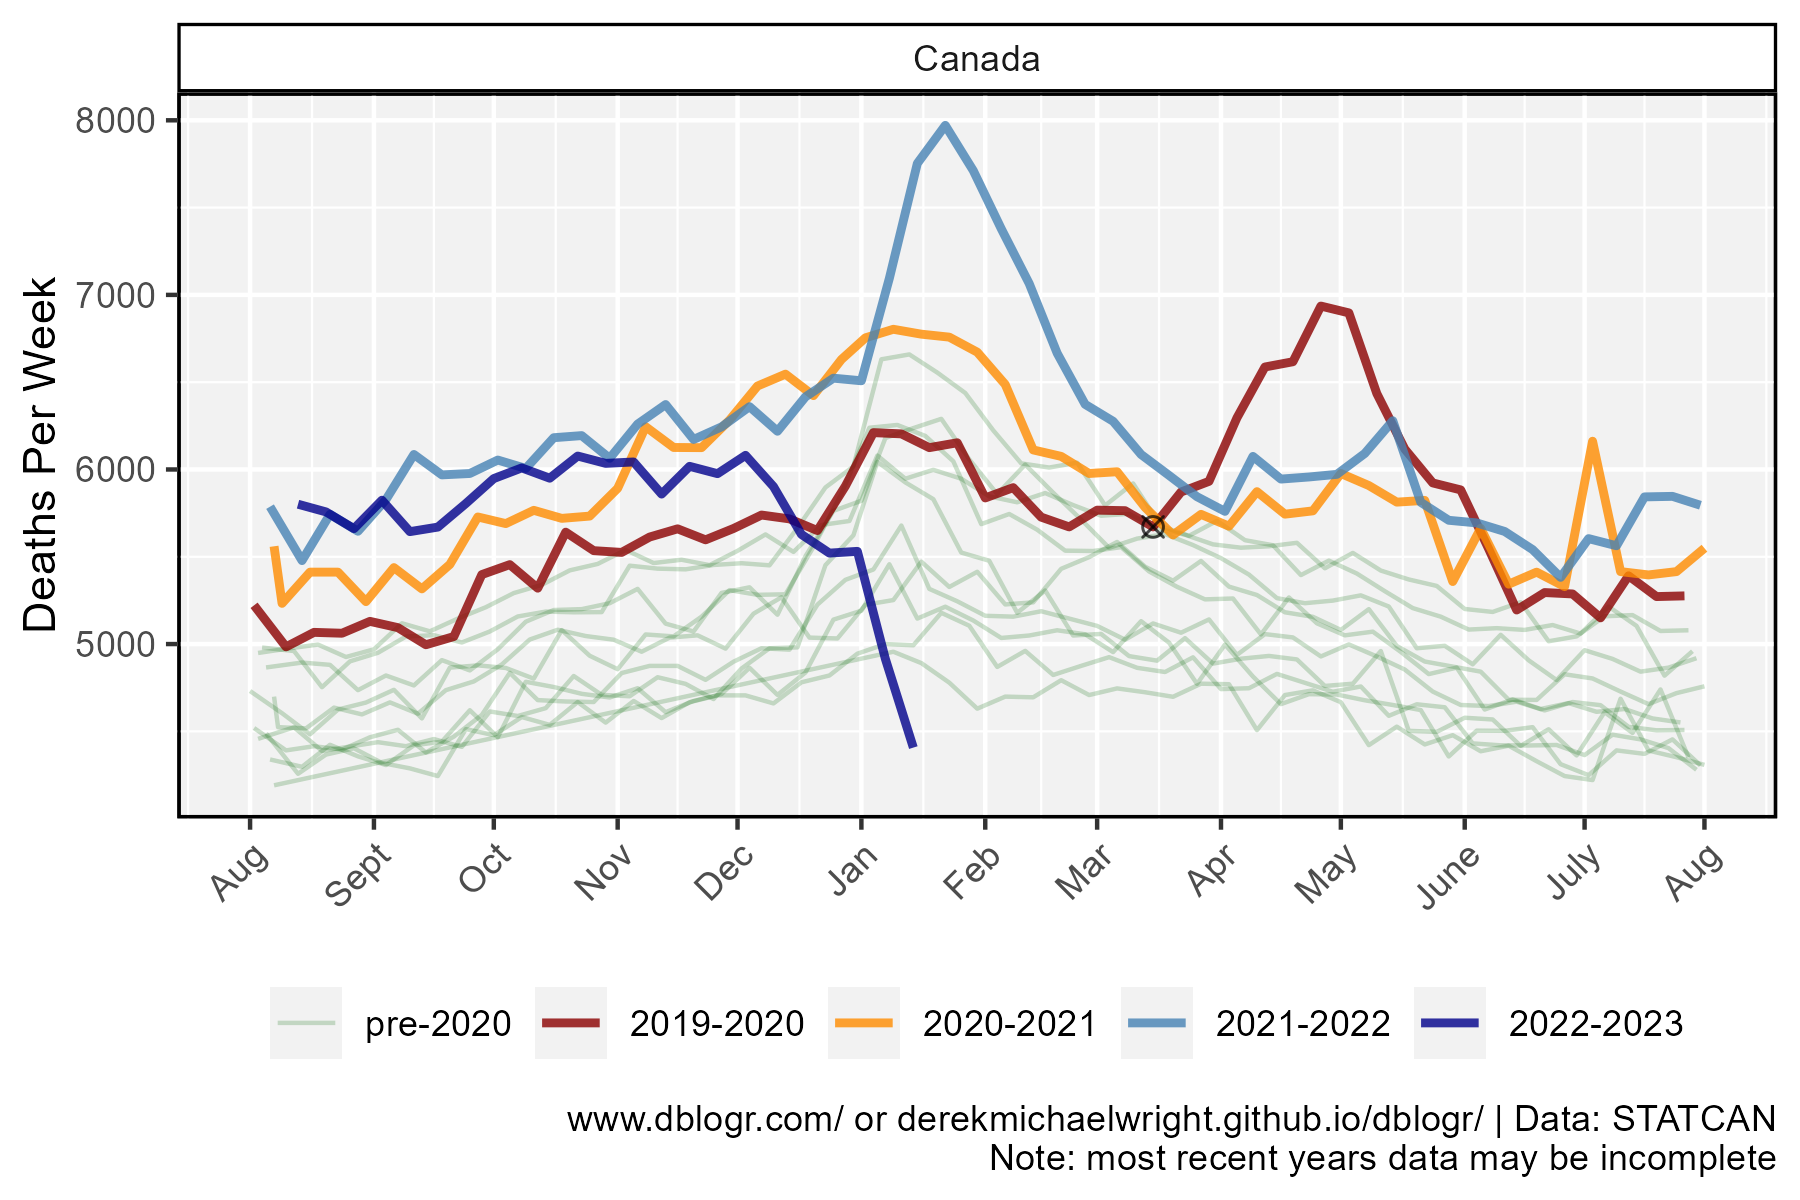 Canada
Deaths Per Week
8000
7000
6000
5000
Aug Sept Oct Nov Dec Jan Feb Mar Apr May June July Aug
pre-2020 2019-2020 2020-2021 2021-2022 2022-2023
www.dblogr.com/ or derekmichaelwright.github.io/dblogr/ | Data: STATCAN
Note: most recent years data may be incomplete